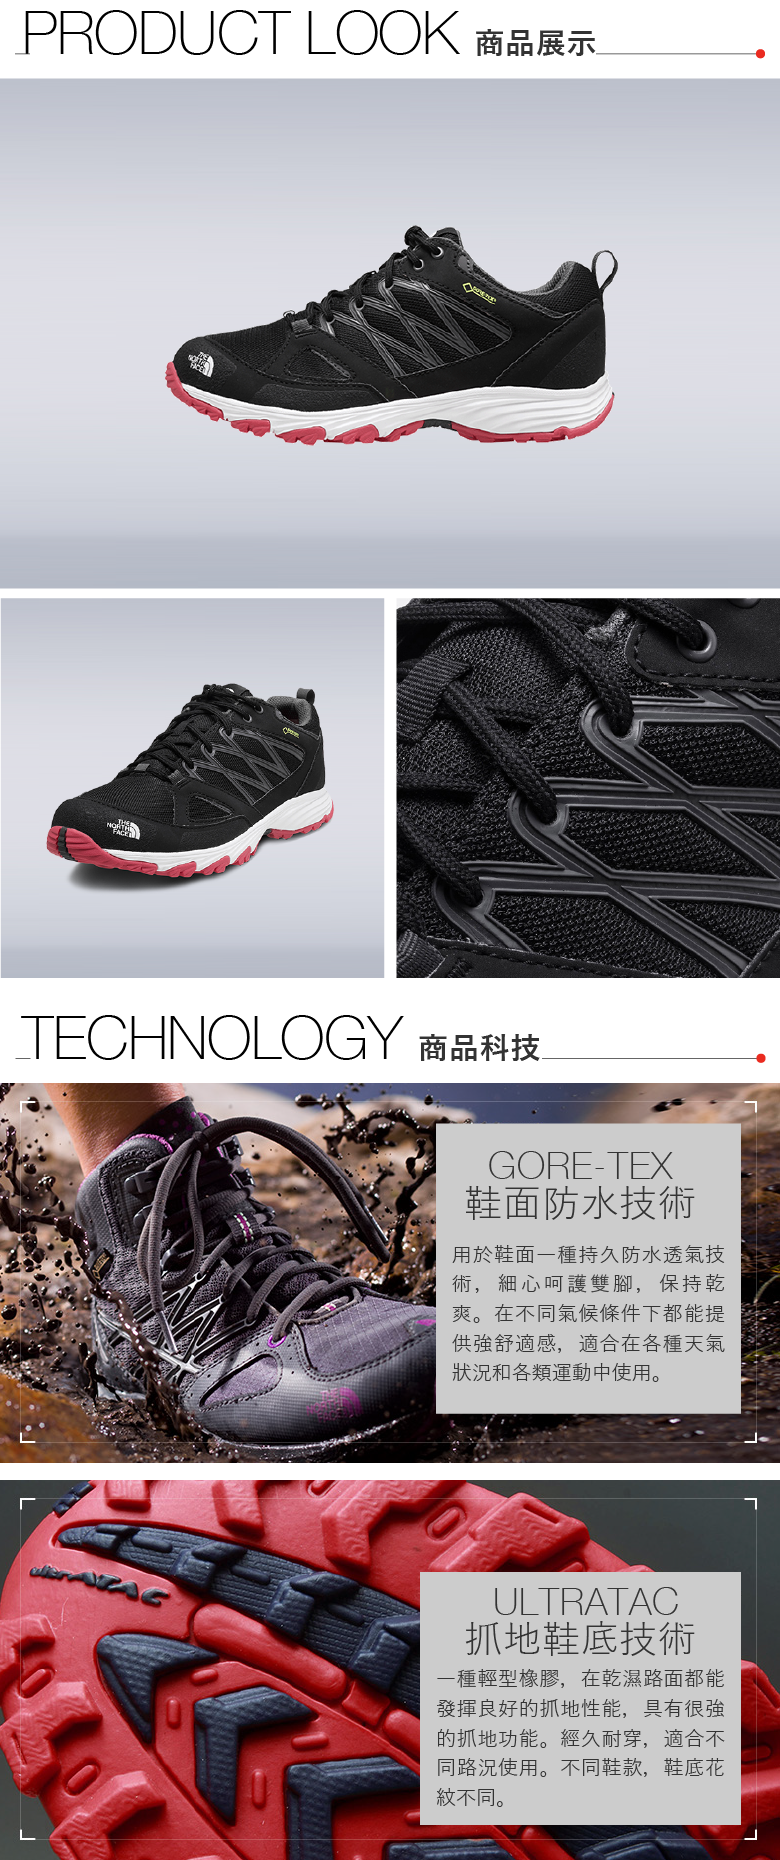 PRODUCT LOOK 商品展示
GORE-TEX
THE
NORTH
FACE
THE
NORTH
FACE
TECHNOLOGY 商品科技
GORE-TEX
鞋面防水技術
用於鞋面一種持久防水透氣技
術，細心呵護雙腳，保持乾
爽。在不同氣候條件下都能提
供強舒適感，適合在各種天氣
狀況和各類運動中使用。
ultrATAC
ULTRATAC
抓地鞋底技術
一種輕型橡膠，在乾濕路面都能
發揮良好的抓地性能，具有很強
的抓地功能。經久耐穿，適合不
同路況使用。不同鞋款，鞋底花
紋不同。